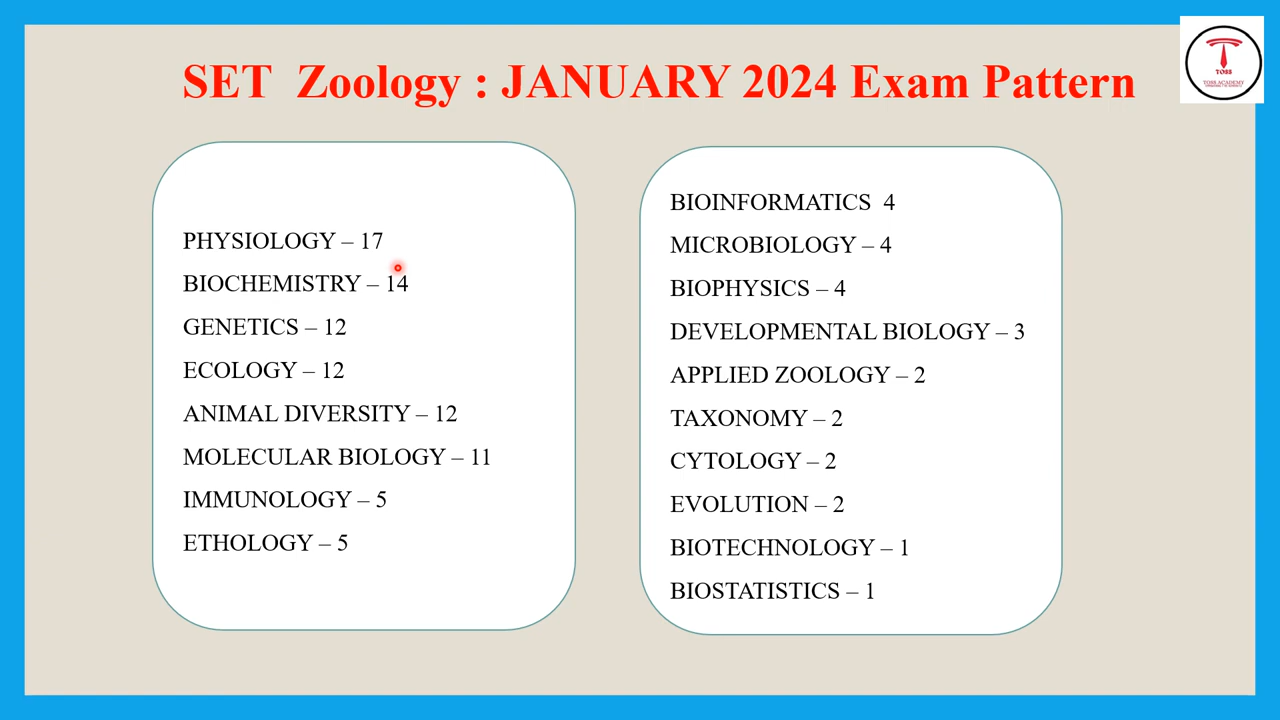 SET Zoology : JANUARY 2024 Exam Pattern
TOSS
TOSS ACADEMY
PHYSIOLOGY – 17
BIOCHEMISTRY – 14
GENETICS – 12
ECOLOGY – 12
ANIMAL DIVERSITY – 12
MOLECULAR BIOLOGY – 11
IMMUNOLOGY – 5
ETHOLOGY – 5
BIOINFORMATICS 4
MICROBIOLOGY – 4
BIOPHYSICS – 4
DEVELOPMENTAL BIOLOGY – 3
APPLIED ZOOLOGY – 2
TAXONOMY – 2
CYTOLOGY – 2
EVOLUTION – 2
BIOTECHNOLOGY – 1
BIOSTATISTICS – 1